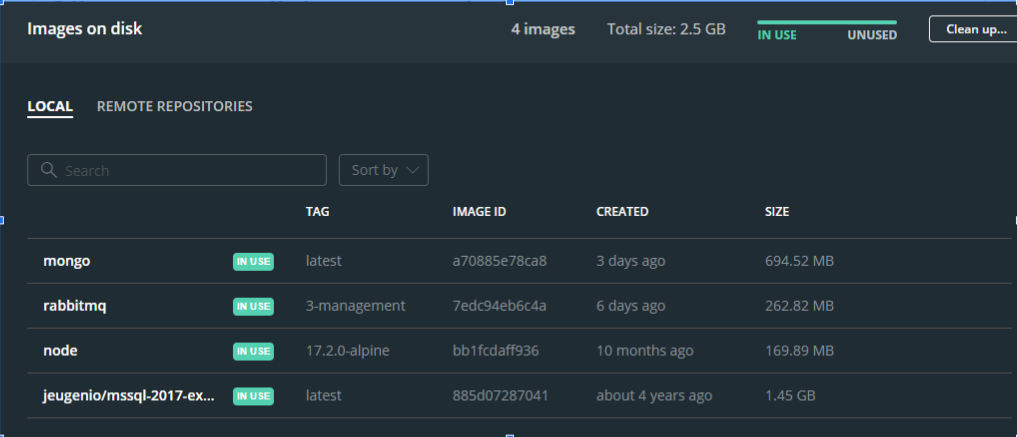 Images on disk 4 images Total size: 2.5 GB IN USE UNUSED Clean up...
LOCAL REMOTE REPOSITORIES
Search Sort by
TAG IMAGE ID CREATED SIZE
mongo IN USE latest a70885e78ca8 3 days ago 694.52 MB
rabbitmq IN USE 3-management 7edc94eb6c4a 6 days ago 262.82 MB
node IN USE 17.2.0-alpine bb1fcdaff936 10 months ago 169.89 MB
jeugenio/mssql-2017-ex... IN USE latest 885d07287041 about 4 years ago 1.45 GB